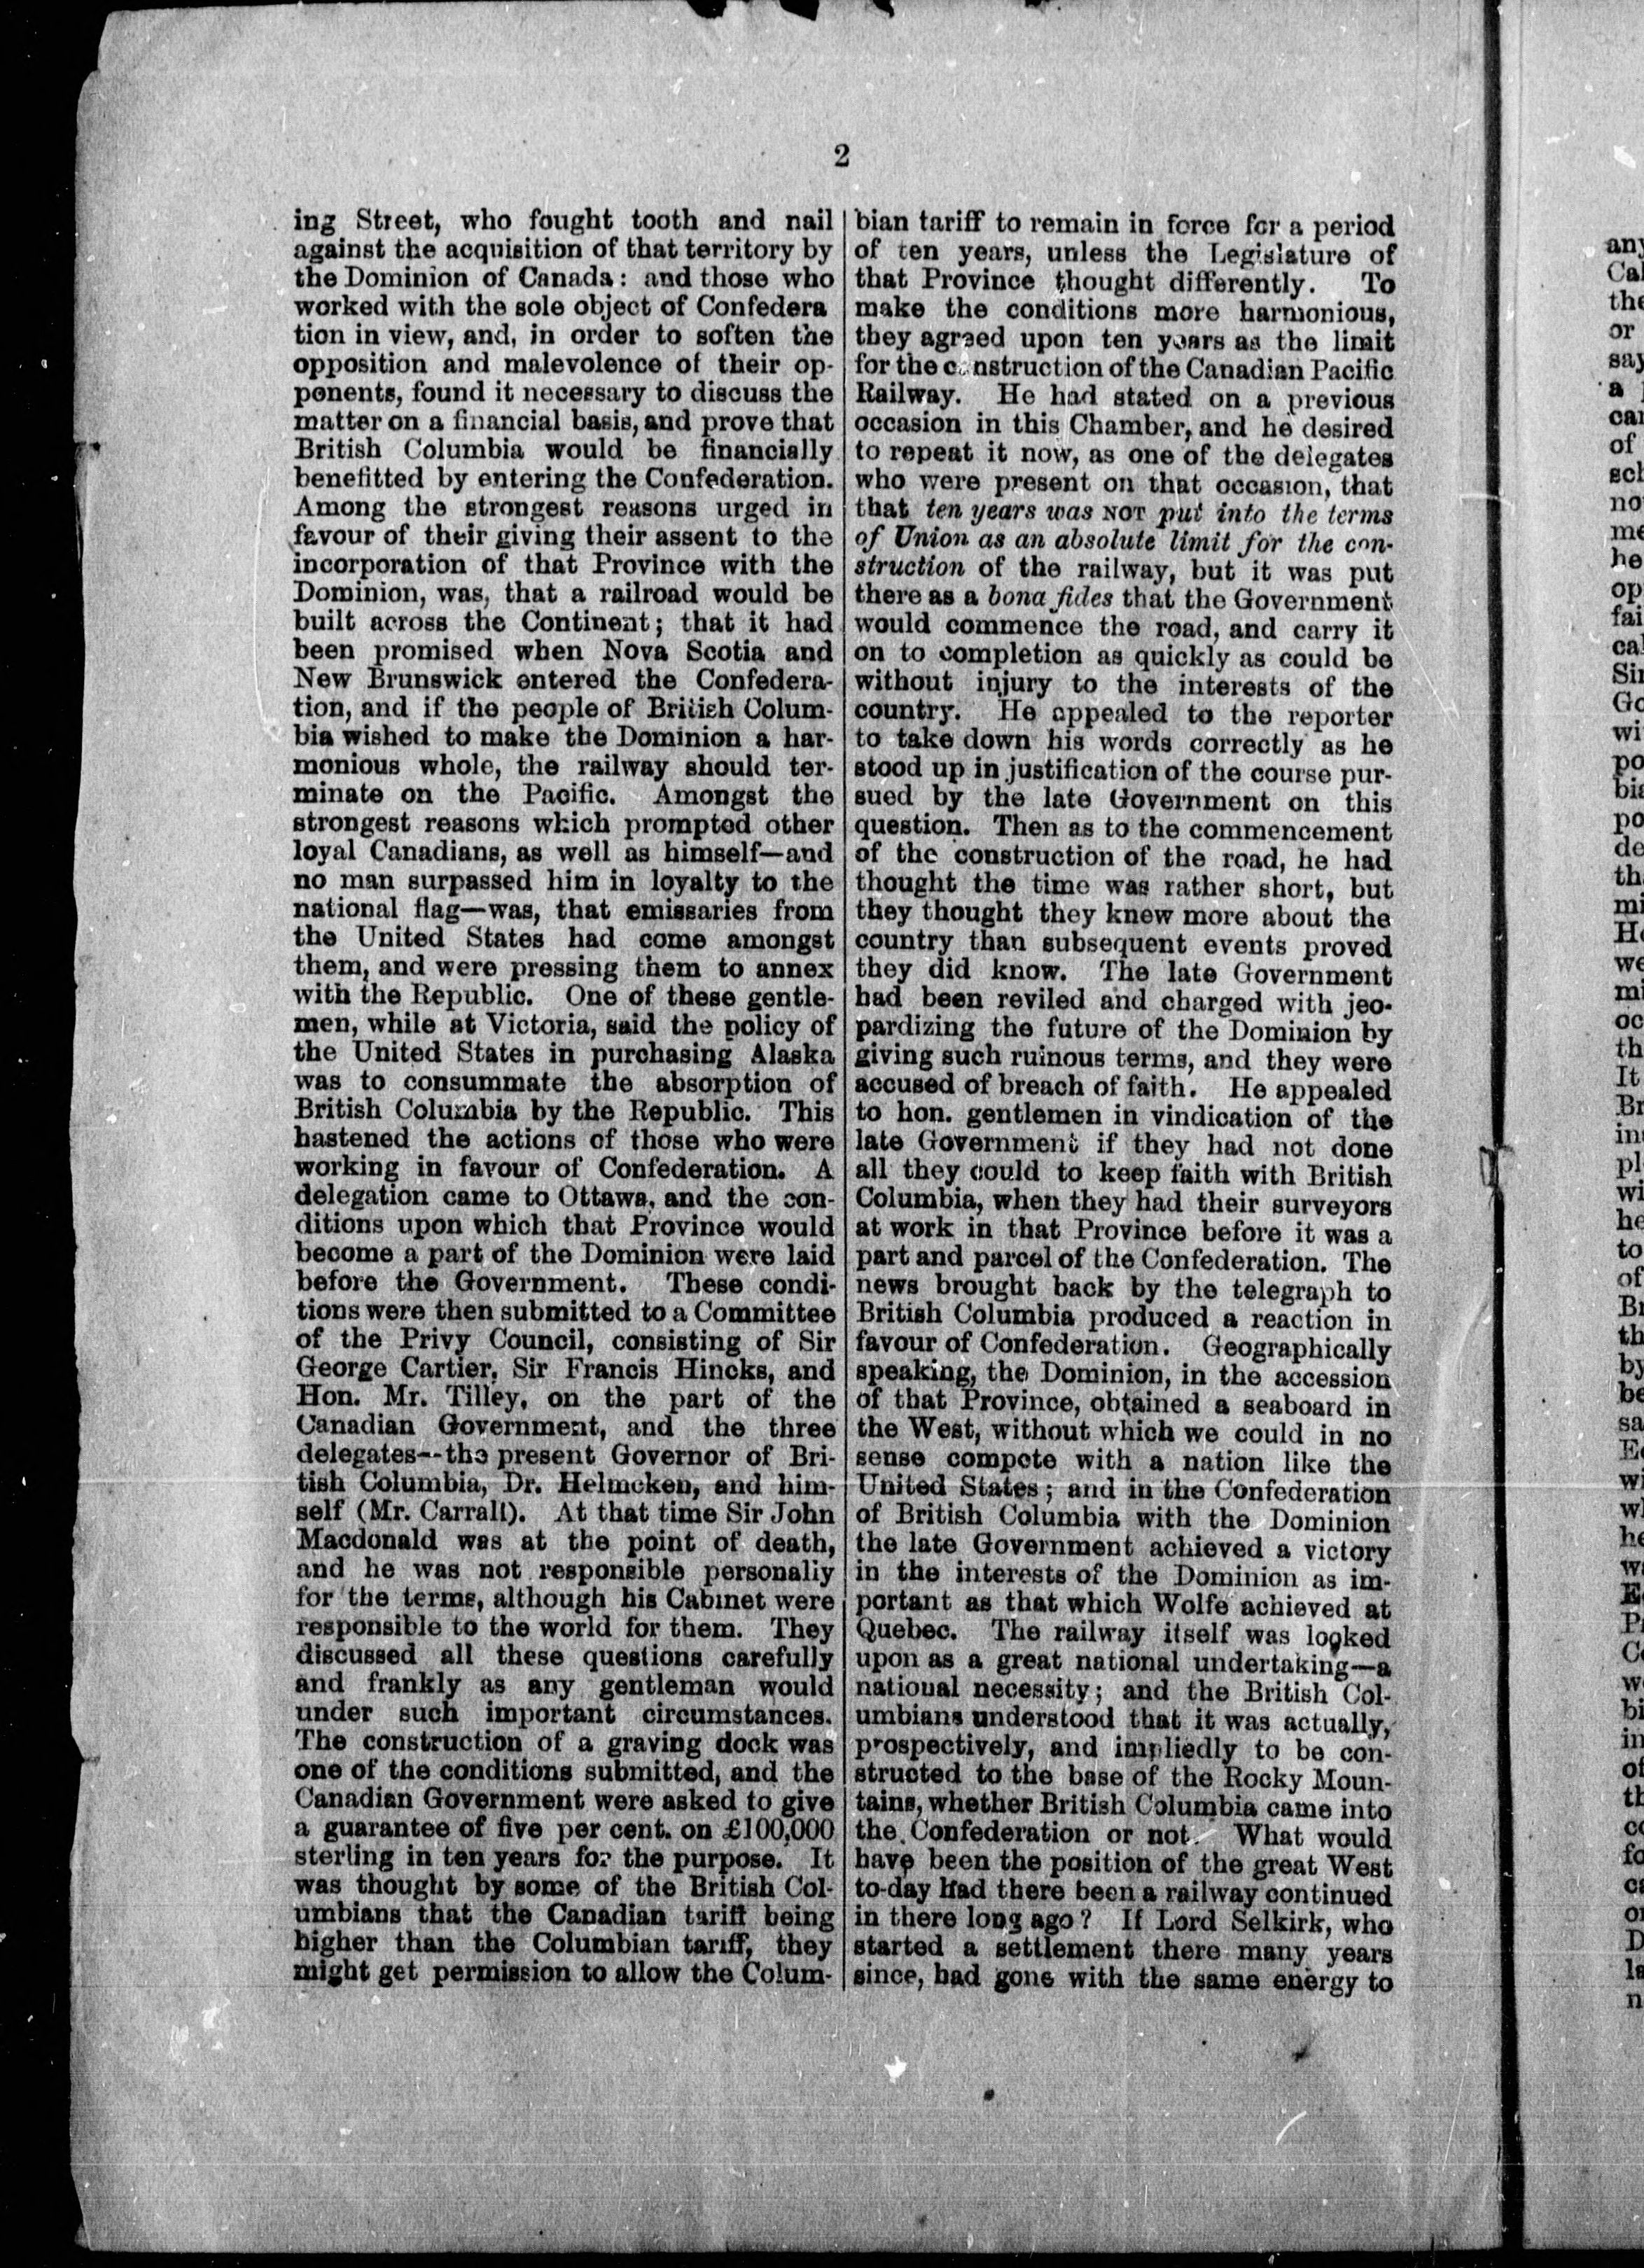 2
ing Street, who fought tooth and nail
against the acquisition of that territory by
the Dominion of Canada: and those who
worked with the sole object of Confedera
tion in view, and, in order to soften the
opposition and malevolence of their op-
ponents, found it necessary to discuss the
matter on a financial basis, and prove that
British Columbia would be financially
benefitted by entering the Confederation.
Among the strongest reasons urged in
favour of their giving their assent to the
incorporation of that Province with the
Dominion, was, that a railroad would be
built across the Continent; that it had
been promised when Nova Scotia and
New Brunswick entered the Confedera-
tion, and if the people of British Colum-
bia wished to make the Dominion a har-
monious whole, the railway should ter-
minate on the Pacific. Amongst the
strongest reasons which prompted other
loyal Canadians, as well as himself—and
no man surpassed him in loyalty to the
national flag—was, that emissaries from
the United States had come amongst
them, and were pressing them to annex
with the Republic. One of these gentle-
men, while at Victoria, said the policy of
the United States in purchasing Alaska
was to consummate the absorption of
British Columbia by the Republic. This
hastened the actions of those who were
working in favour of Confederation. A
delegation came to Ottawa, and the con-
ditions upon which that Province would
become a part of the Dominion were laid
before the Government. These condi-
tions were then submitted to a Committee
of the Privy Council, consisting of Sir
George Cartier, Sir Francis Hincks, and
Hon. Mr. Tilley, on the part of the
Canadian Government, and the three
delegates--the present Governor of Bri-
tish Columbia, Dr. Helmcken, and him-
self (Mr. Carrall). At that time Sir John
Macdonald was at the point of death,
and he was not responsible personally
for the terms, although his Cabinet were
responsible to the world for them. They
discussed all these questions carefully
and frankly as any gentleman would
under such important circumstances.
The construction of a graving dock was
one of the conditions submitted, and the
Canadian Government were asked to give
a guarantee of five per cent. on £100,000
sterling in ten years for the purpose. It
was thought by some of the British Col-
umbians that the Canadian tariff being
higher than the Columbian tariff, they
might get permission to allow the Colum-
bian tariff to remain in force for a period
of ten years, unless the Legislature of
that Province thought differently. To
make the conditions more harmonious,
they agreed upon ten years as the limit
for the construction of the Canadian Pacific
Railway. He had stated on a previous
occasion in this Chamber, and he desired
to repeat it now, as one of the delegates
who were present on that occasion, that
that ten years was NOT put into the terms
of Union as an absolute limit for the con-
struction of the railway, but it was put
there as a bona fides that the Government
would commence the road, and carry it
on to completion as quickly as could be
without injury to the interests of the
country. He appealed to the reporter
to take down his words correctly as he
stood up in justification of the course pur-
sued by the late Government on this
question. Then as to the commencement
of the construction of the road, he had
thought the time was rather short, but
they thought they knew more about the
country than subsequent events proved
they did know. The late Government
had been reviled and charged with jeo-
pardizing the future of the Dominion by
giving such ruinous terms, and they were
accused of breach of faith. He appealed
to hon. gentlemen in vindication of the
late Government if they had not done
all they could to keep faith with British
Columbia, when they had their surveyors
at work in that Province before it was a
part and parcel of the Confederation. The
news brought back by the telegraph to
British Columbia produced a reaction in
favour of Confederation. Geographically
speaking, the Dominion, in the accession
of that Province, obtained a seaboard in
the West, without which we could in no
sense compete with a nation like the
United States; and in the Confederation
of British Columbia with the Dominion
the late Government achieved a victory
in the interests of the Dominion as im-
portant as that which Wolfe achieved at
Quebec. The railway itself was looked
upon as a great national undertaking—a
national necessity; and the British Col-
umbians understood that it was actually,
prospectively, and impliedly to be con-
structed to the base of the Rocky Moun-
tains, whether British Columbia came into
the Confederation or not. What would
have been the position of the great West
to-day had there been a railway continued
in there long ago? If Lord Selkirk, who
started a settlement there many years
since, had gone with the same energy to